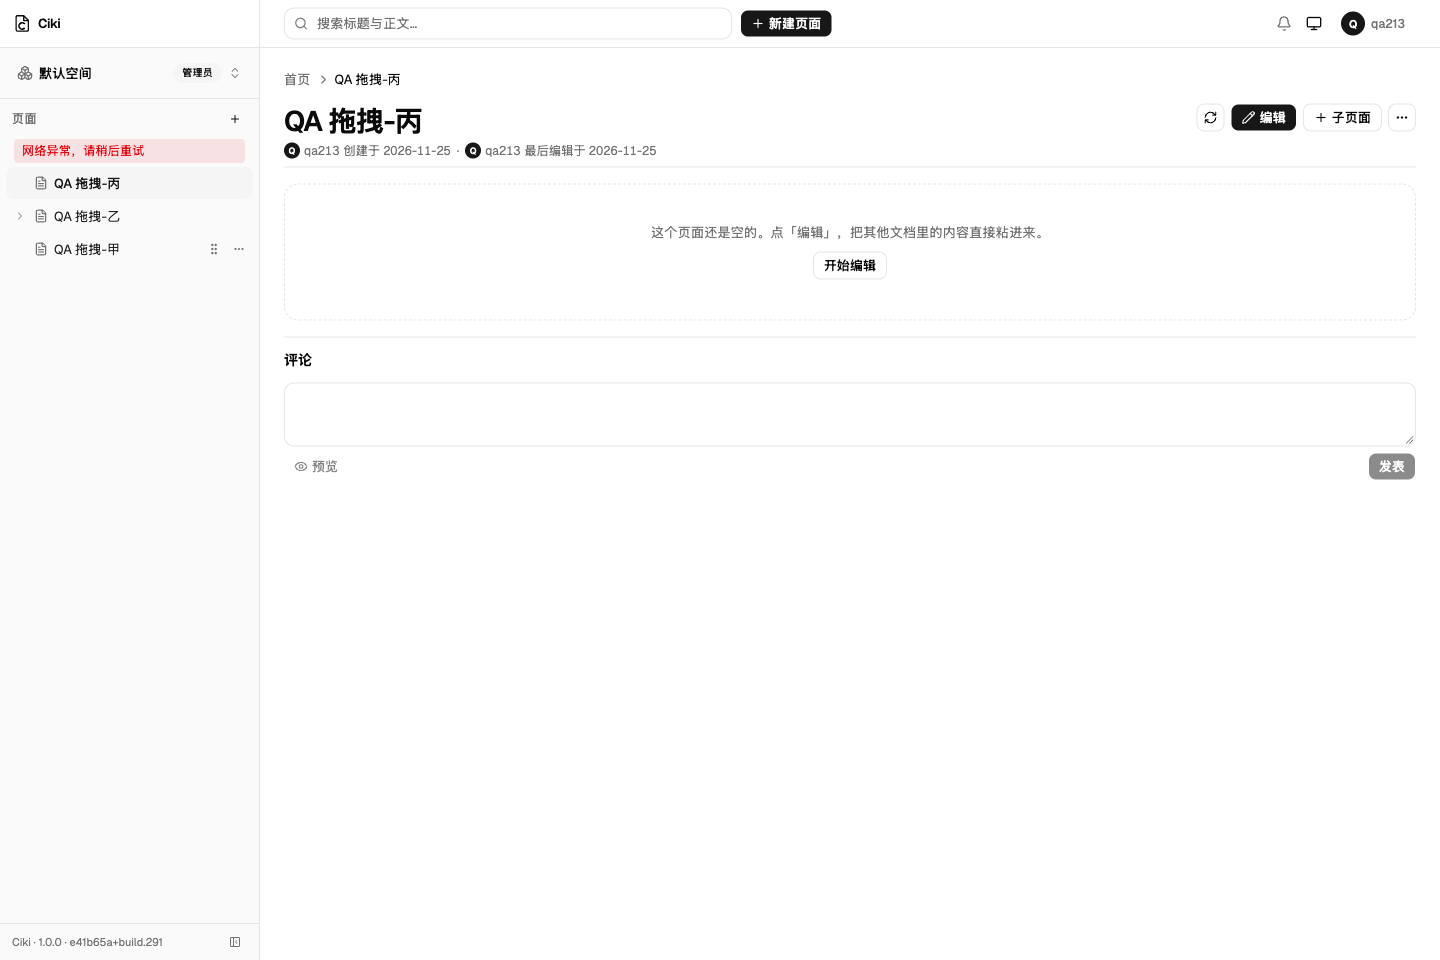 Ciki
搜索标题与正文...
新建页面
Q
qa213
默认空间
管理员
页面
网络异常，请稍后重试
QA 拖拽-丙
QA 拖拽-乙
QA 拖拽-甲
首页
QA 拖拽-丙
QA 拖拽-丙
编辑
子页面
Q qa213 创建于 2026-11-25 · Q qa213 最后编辑于 2026-11-25
这个页面还是空的。点「编辑」，把其他文档里的内容直接粘进来。
开始编辑
评论
预览
发表
Ciki · 1.0.0 · e41b65a+build.291